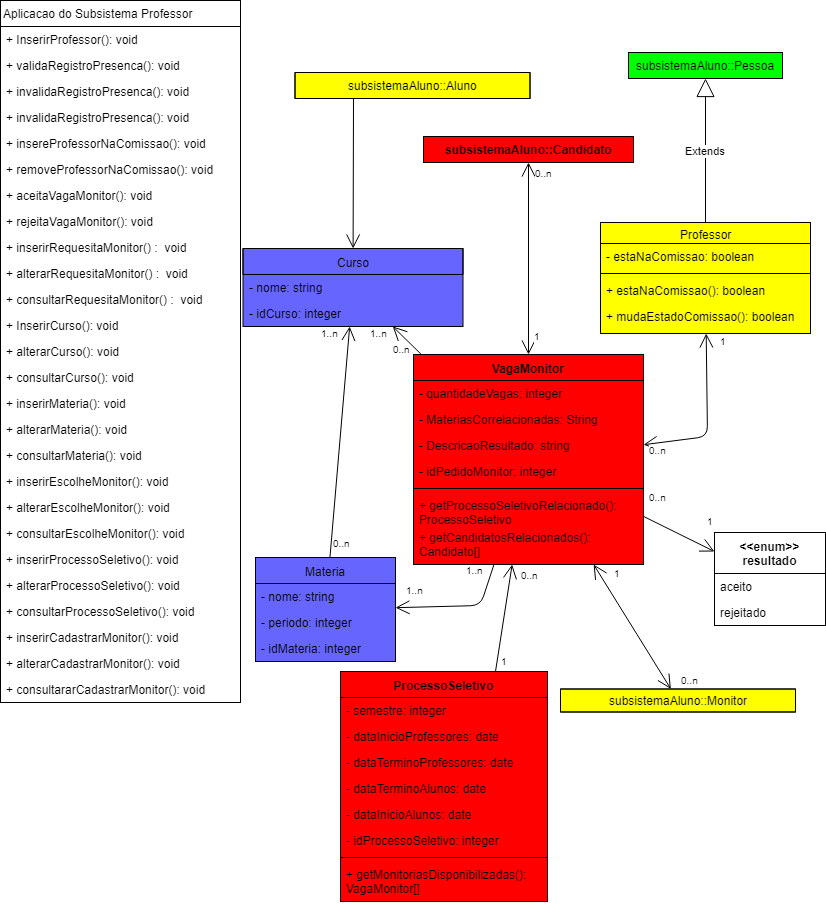 Aplicacao do Subsistema Professor
+ InserirProfessor(): void
+ validaRegistroPresenca(): void
+ invalidaRegistroPresenca(): void
+ invalidaRegistroPresenca(): void
+ insereProfessorNaComissao(): void
+ removeProfessorNaComissao(): void
+ aceitaVagaMonitor(): void
+ rejeitaVagaMonitor(): void
+ inserirRequesitaMonitor() : void
+ alterarRequesitaMonitor() : void
+ consultarRequesitaMonitor() : void
+ InserirCurso(): void
+ alterarCurso(): void
+ consultarCurso(): void
+ inserirMateria(): void
+ alterarMateria(): void
+ consultarMateria(): void
+ inserirEscolheMonitor(): void
+ alterarEscolheMonitor(): void
+ consultarEscolheMonitor(): void
+ inserirProcessoSeletivo(): void
+ alterarProcessoSeletivo(): void
+ consultarProcessoSeletivo(): void
+ inserirCadastrarMonitor(): void
+ alterarCadastrarMonitor(): void
+ consultararCadastrarMonitor(): void
subsistemaAluno::Aluno
subsistemaAluno::Pessoa
subsistemaAluno::Candidato
0..n
Extends
Professor
- estaNaComissao: boolean
+ estaNaComissao(): boolean
+ mudaEstadoComissao(): boolean
Curso
- nome: string
- idCurso: integer
1..n
1..n
0..n
1
1
VagaMonitor
- quantidadeVagas: integer
- MateriasCorrelacionadas: String
- DescricaoResultado: string
- idPedidoMonitor: integer
+ getProcessoSeletivoRelacionado():
ProcessoSeletivo
+ getCandidatosRelacionados():
Candidato[]
0..n
0..n
1
<<enum>>
resultado
aceito
rejeitado
0..n
Materia
- nome: string
- periodo: integer
- idMateria: integer
1..n
1..n
0..n
1
1
0..n
subsistemaAluno::Monitor
ProcessoSeletivo
- semestre: integer
- dataInicioProfessores: date
- dataTerminoProfessores: date
- dataTerminoAlunos: date
- dataInicioAlunos: date
- idProcessoSeletivo: integer
+ getMonitoriasDisponibilizadas();
VagaMonitor[]